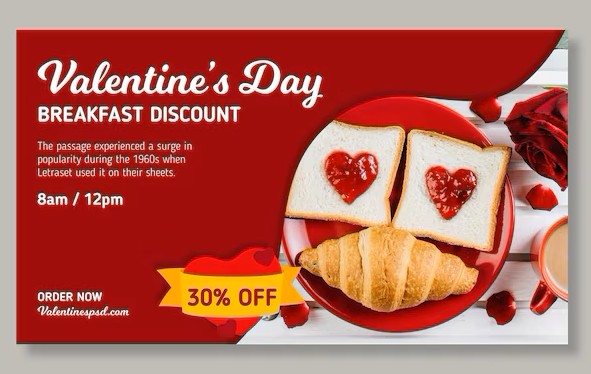 Valentine's Day
BREAKFAST DISCOUNT
The passage experienced a surge in
popularity during the 1960s when
Letraset used it on their sheets.
8am / 12pm
30% OFF
ORDER NOW
Valentinespsd.com